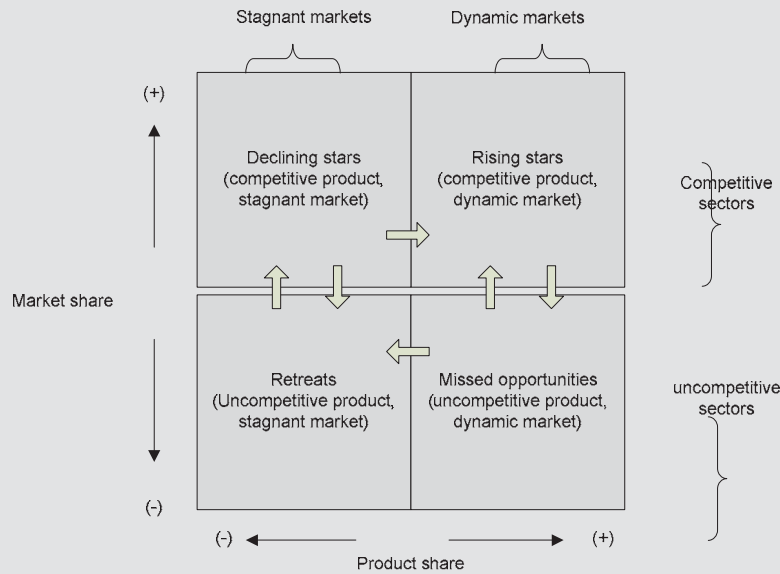 Stagnant markets
Dynamic markets
(+)
Declining stars
(competitive product,
stagnant market)
Rising stars
(competitive product,
dynamic market)
Competitive
sectors
Market share
Retreats
(Uncompetitive product,
stagnant market)
Missed opportunities
(uncompetitive product,
dynamic market)
uncompetitive
sectors
(-)
(-)
(+)
Product share